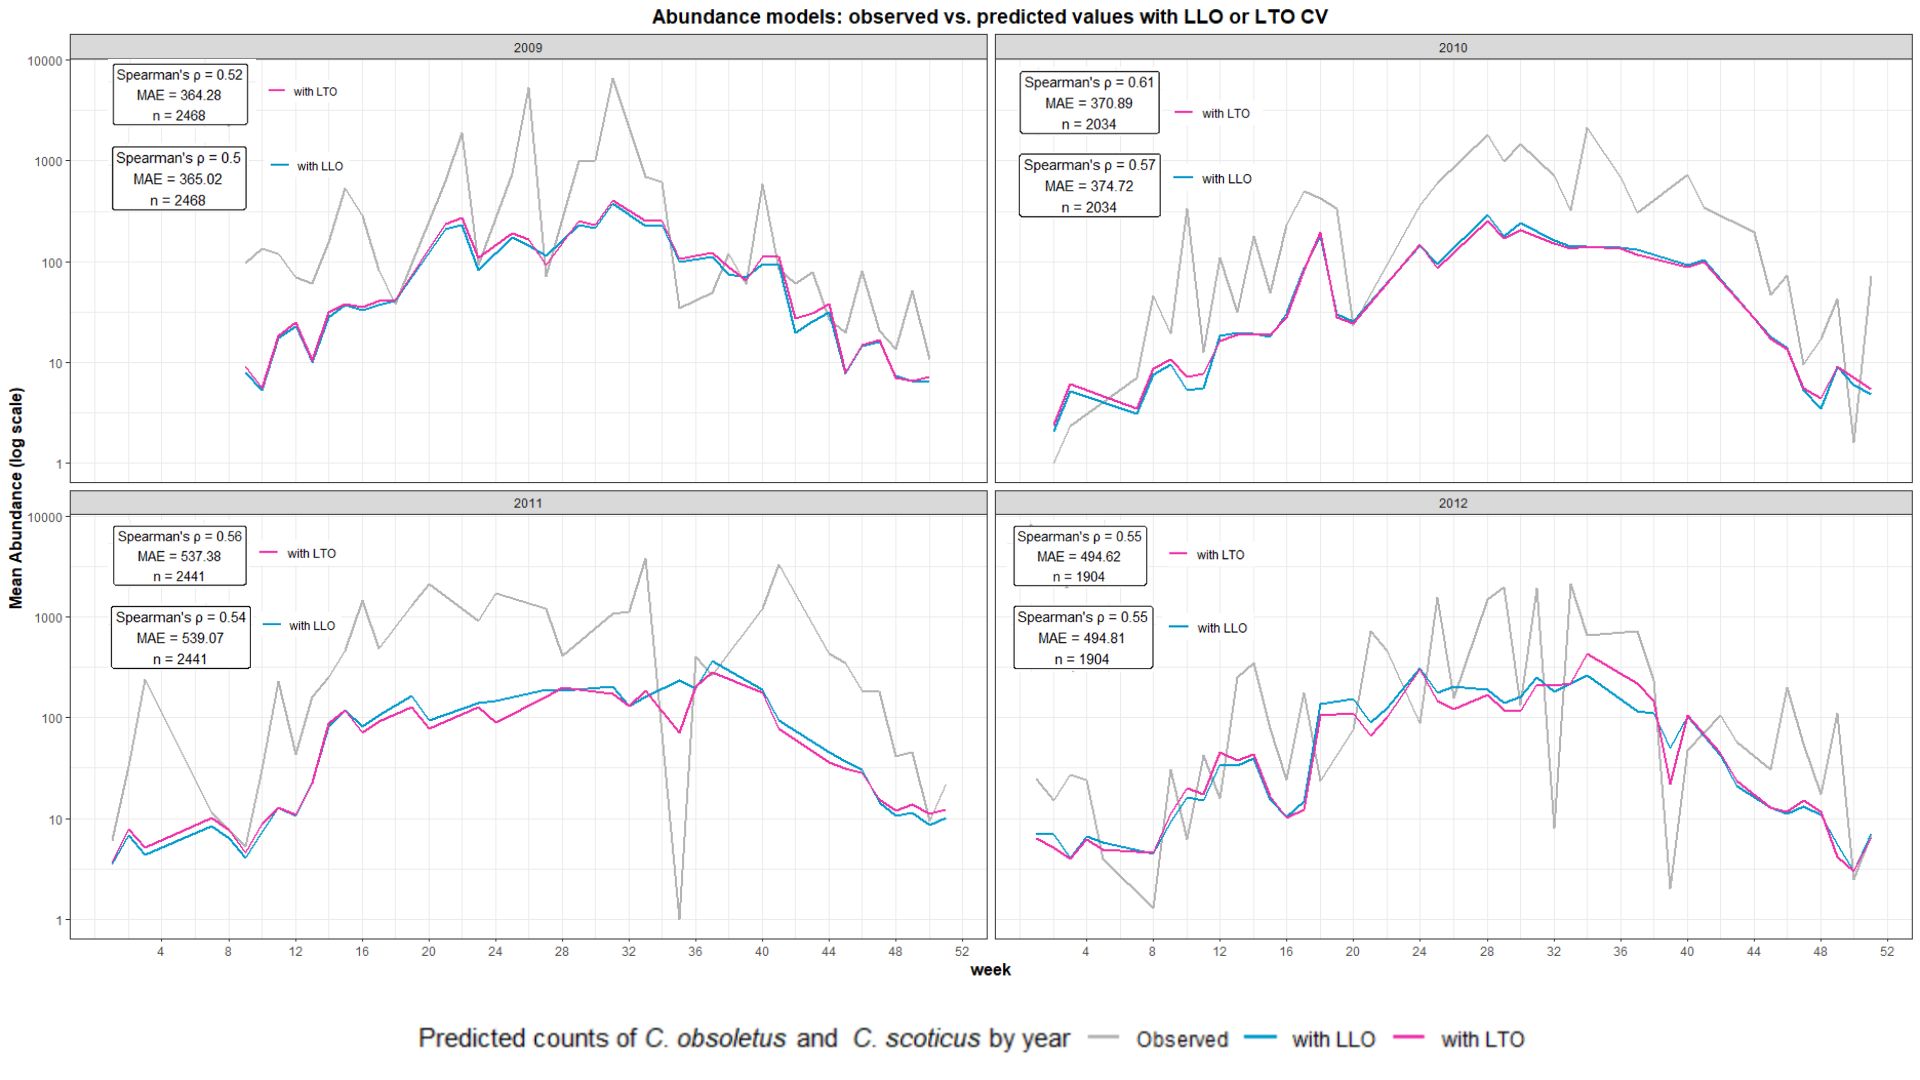 Abundance models: observed vs. predicted values with LLO or LTO CV
2009
2010
10000
1000
100
10
1
Spearman's ρ = 0.52
MAE = 364.28
n = 2468
with LTO
Spearman's ρ = 0.5
MAE = 365.02
n = 2468
with LLO
Spearman's ρ = 0.61
MAE = 370.89
n = 2034
with LTO
Spearman's ρ = 0.57
MAE = 374.72
n = 2034
with LLO
Mean Abundance (log scale)
2011
2012
10000
1000
100
10
1
Spearman's ρ = 0.56
MAE = 537.38
n = 2441
with LTO
Spearman's ρ = 0.54
MAE = 539.07
n = 2441
with LLO
Spearman's ρ = 0.55
MAE = 494.62
n = 1904
with LTO
Spearman's ρ = 0.55
MAE = 494.81
n = 1904
with LLO
4 8 12 16 20 24 28 32 36 40 44 48 52
4 8 12 16 20 24 28 32 36 40 44 48 52
week
Predicted counts of C. obsoletus and C. scoticus by year Observed with LLO with LTO